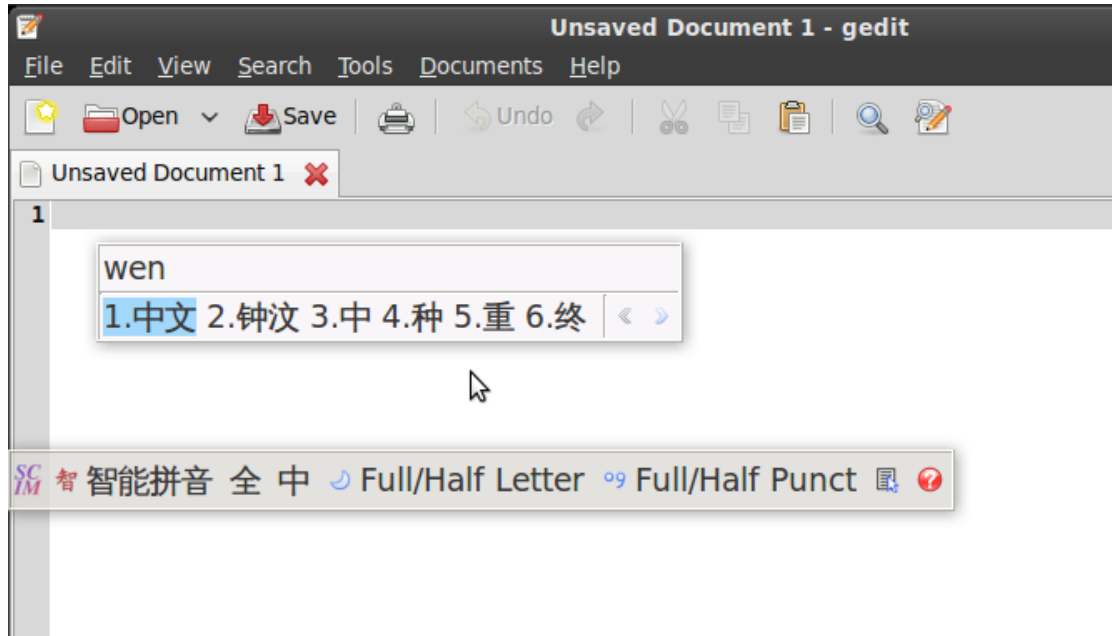 Unsaved Document 1 - gedit
File Edit View Search Tools Documents Help
Open Save Undo
Unsaved Document 1
1
wen
1.中文 2.钟汶 3.中 4.种 5.重 6.终
SCIM 智 智能拼音 全 中 Full/Half Letter Full/Half Punct